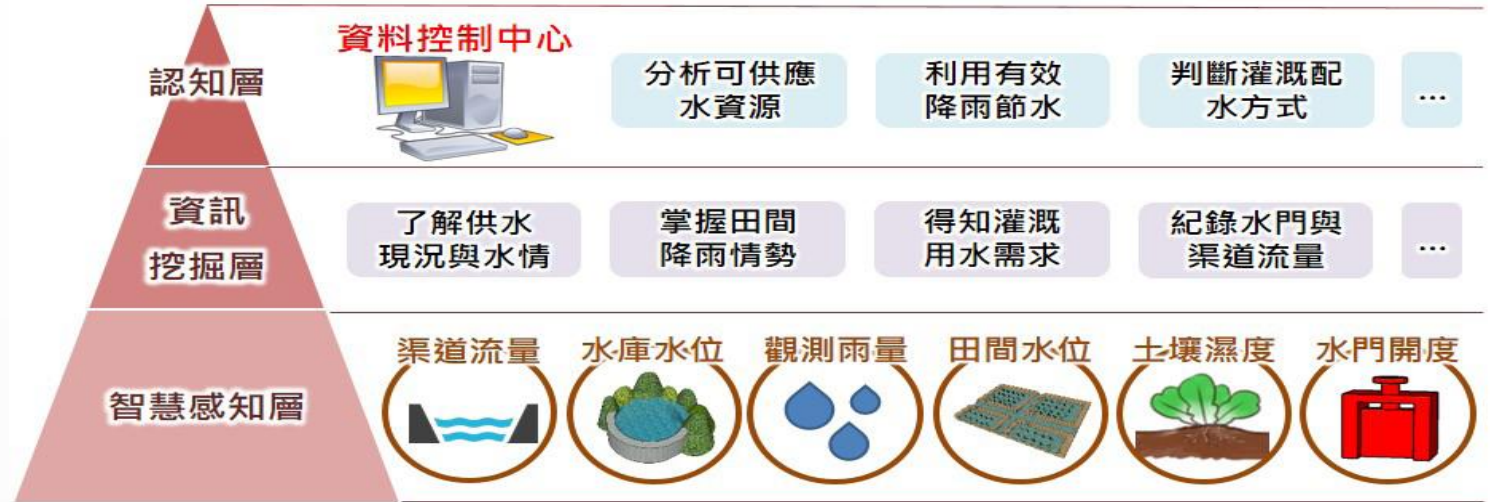 資料控制中心
認知層
分析可供應
水資源
利用有效
降雨節水
判斷灌溉配
水方式
...
資訊
挖掘層
了解供水
現況與水情
掌握田間
降雨情勢
得知灌溉
用水需求
紀錄水門與
渠道流量
...
智慧感知層
渠道流量
水庫水位
觀測雨量
田間水位
土壤濕度
水門開度